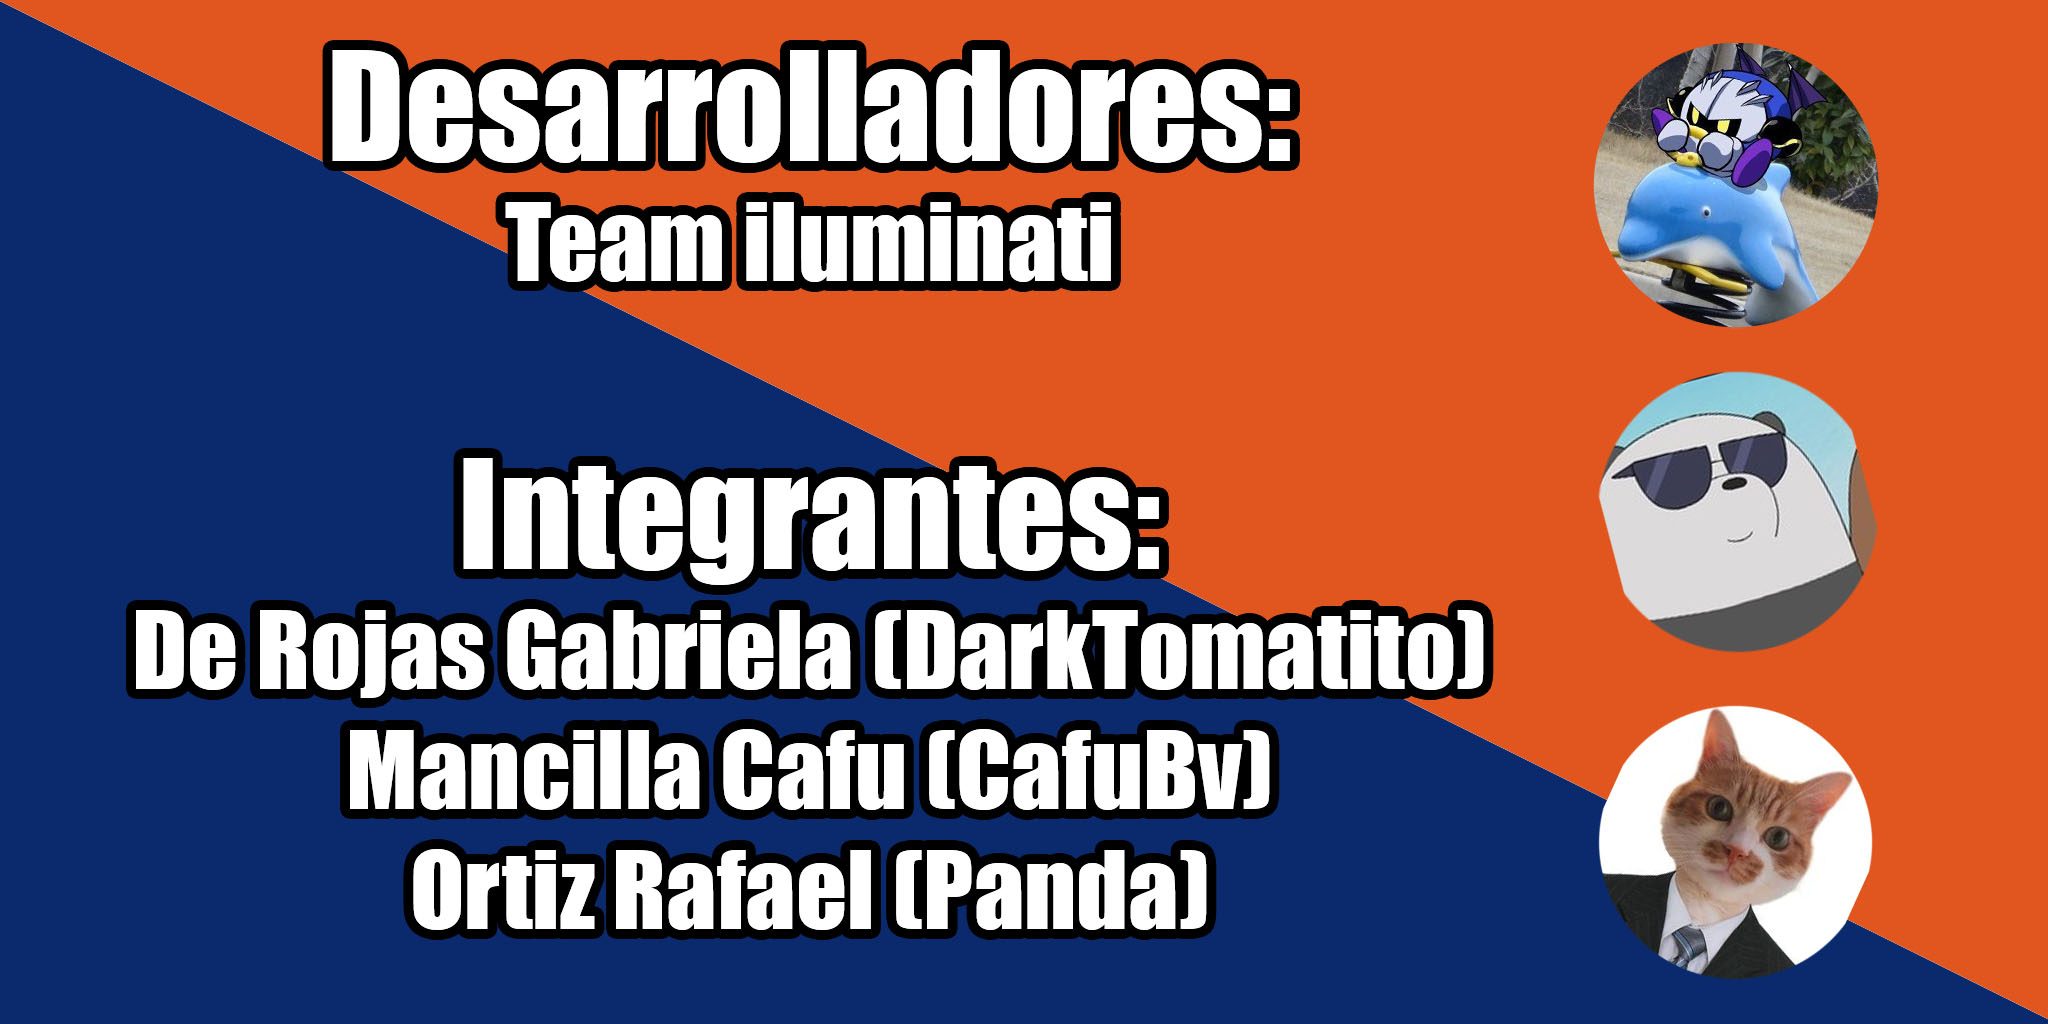 Desarrolladores:
Team iluminati
Integrantes:
De Rojas Gabriela (DarkTomatito)
Mancilla Cafu (CafuBv)
Ortiz Rafael (Panda)